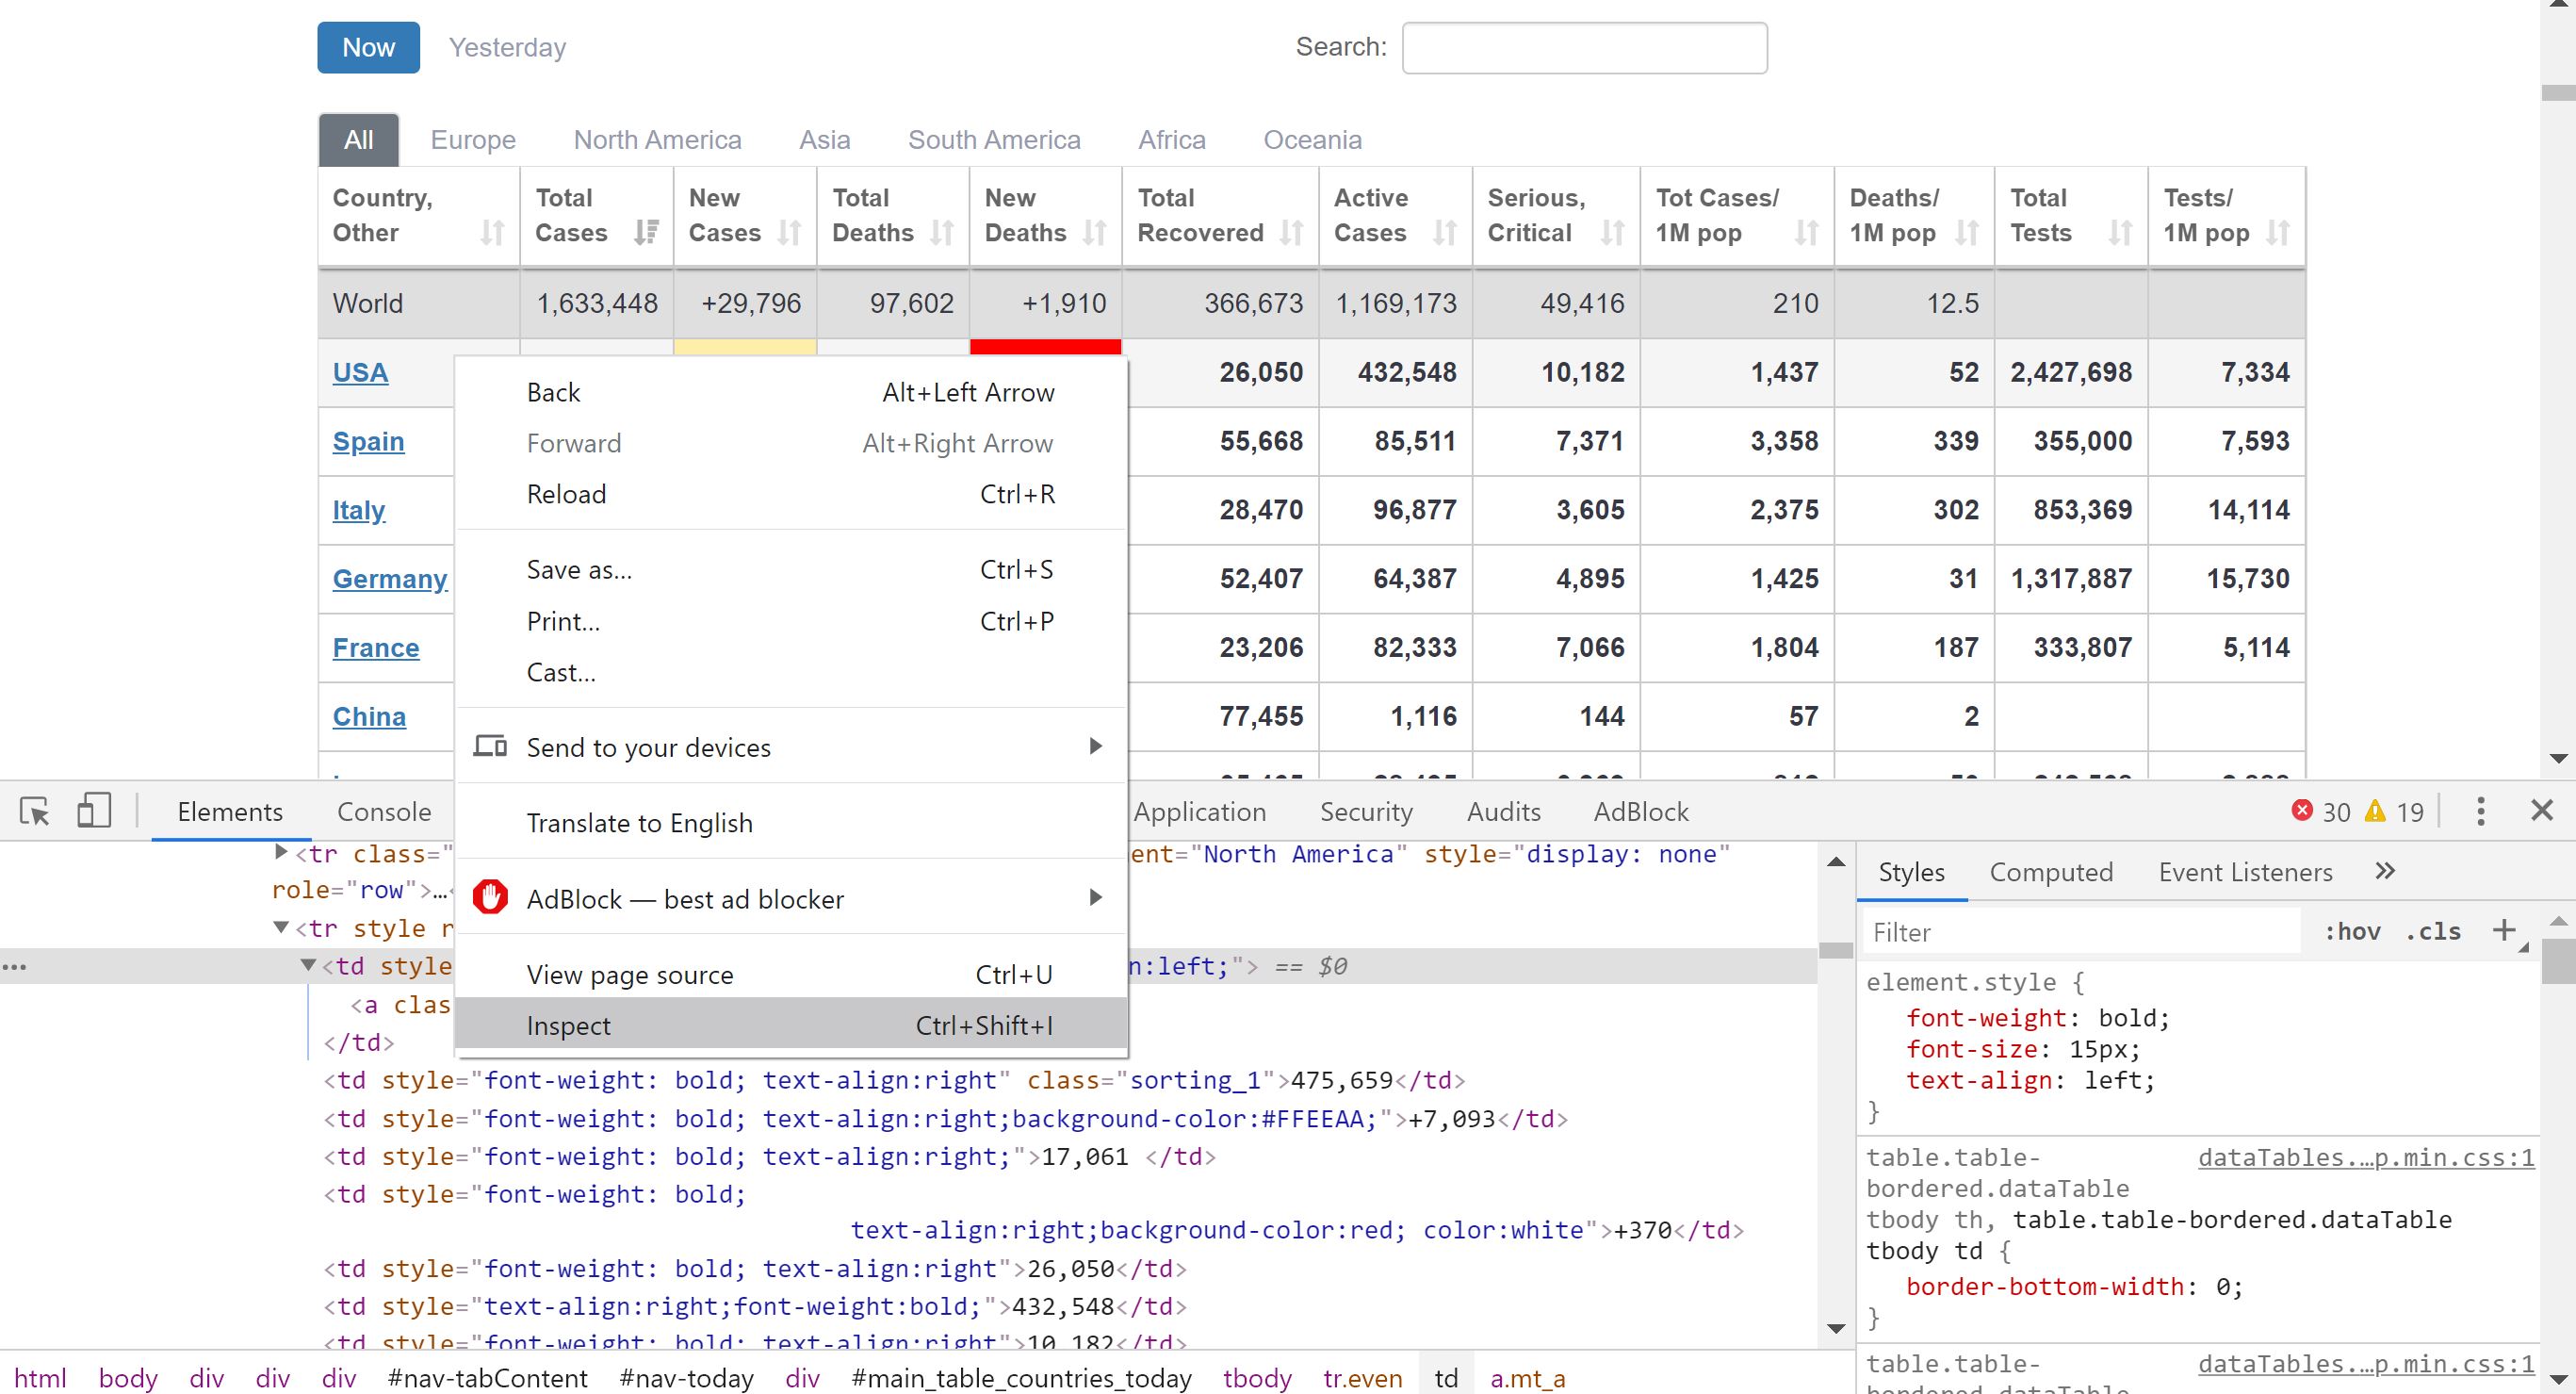 Now Yesterday Search:
All Europe North America Asia South America Africa Oceania
Country, Total New Total New Total Active Serious, Tot Cases/ Deaths/ Total Tests/
Other Cases Cases Deaths Deaths Recovered Cases Critical 1M pop 1M pop Tests 1M pop
World 1,633,448 +29,796 97,602 +1,910 366,673 1,169,173 49,416 210 12.5
USA 26,050 432,548 10,182 1,437 52 2,427,698 7,334
Spain 55,668 85,511 7,371 3,358 339 355,000 7,593
Italy 28,470 96,877 3,605 2,375 302 853,369 14,114
Germany 52,407 64,387 4,895 1,425 31 1,317,887 15,730
France 23,206 82,333 7,066 1,804 187 333,807 5,114
China 77,455 1,116 144 57 2
Back Alt+Left Arrow
Forward Alt+Right Arrow
Reload Ctrl+R
Save as... Ctrl+S
Print... Ctrl+P
Cast...
Send to your devices
Translate to English
AdBlock — best ad blocker
View page source Ctrl+U
Inspect Ctrl+Shift+I
Elements Console Application Security Audits AdBlock 30 19
<tr class=" ent="North America" style="display: none"
role="row">…
<tr style r
<td style n:left;"> == $0
<a clas
</td>
<td style="font-weight: bold; text-align:right" class="sorting_1">475,659</td>
<td style="font-weight: bold; text-align:right;background-color:#FFEEAA;">+7,093</td>
<td style="font-weight: bold; text-align:right;">17,061 </td>
<td style="font-weight: bold;
text-align:right;background-color:red; color:white">+370</td>
<td style="font-weight: bold; text-align:right">26,050</td>
<td style="text-align:right;font-weight:bold;">432,548</td>
<td style="font-weight: bold; text-align:right">10,182</td>
html body div div div #nav-tabContent #nav-today div #main_table_countries_today tbody tr.even td a.mt_a
Styles Computed Event Listeners »
Filter :hov .cls +
element.style {
font-weight: bold;
font-size: 15px;
text-align: left;
}
table.table- dataTables.…p.min.css:1
bordered.dataTable
tbody th, table.table-bordered.dataTable
tbody td {
border-bottom-width: 0;
}
table.table- dataTables.…p.min.css:1
bordered.dataTable